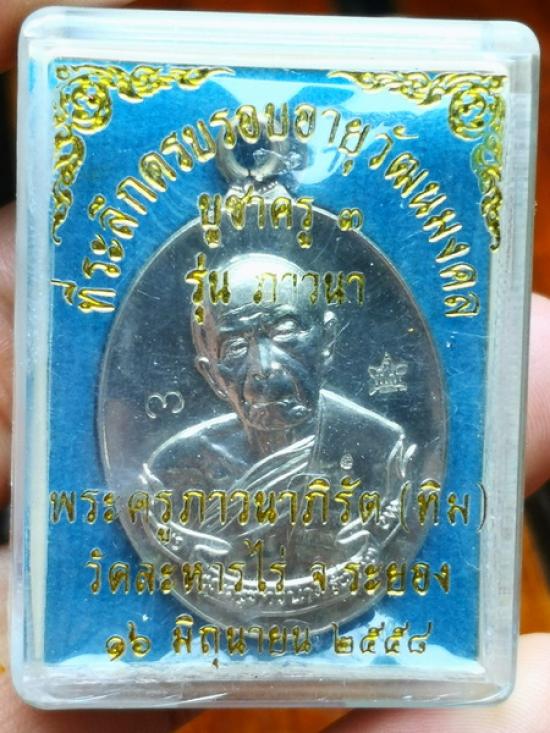 ที่ระลึกครบรอบอายุวัฒนมงคล
บูชาครู ๓
รุ่น ภาวนา
๓
พระครูภาวนาภิรัต (ทิม)
วัดละหารไร่ จ.ระยอง
๑๖ มิถุนายน ๒๕๕๘